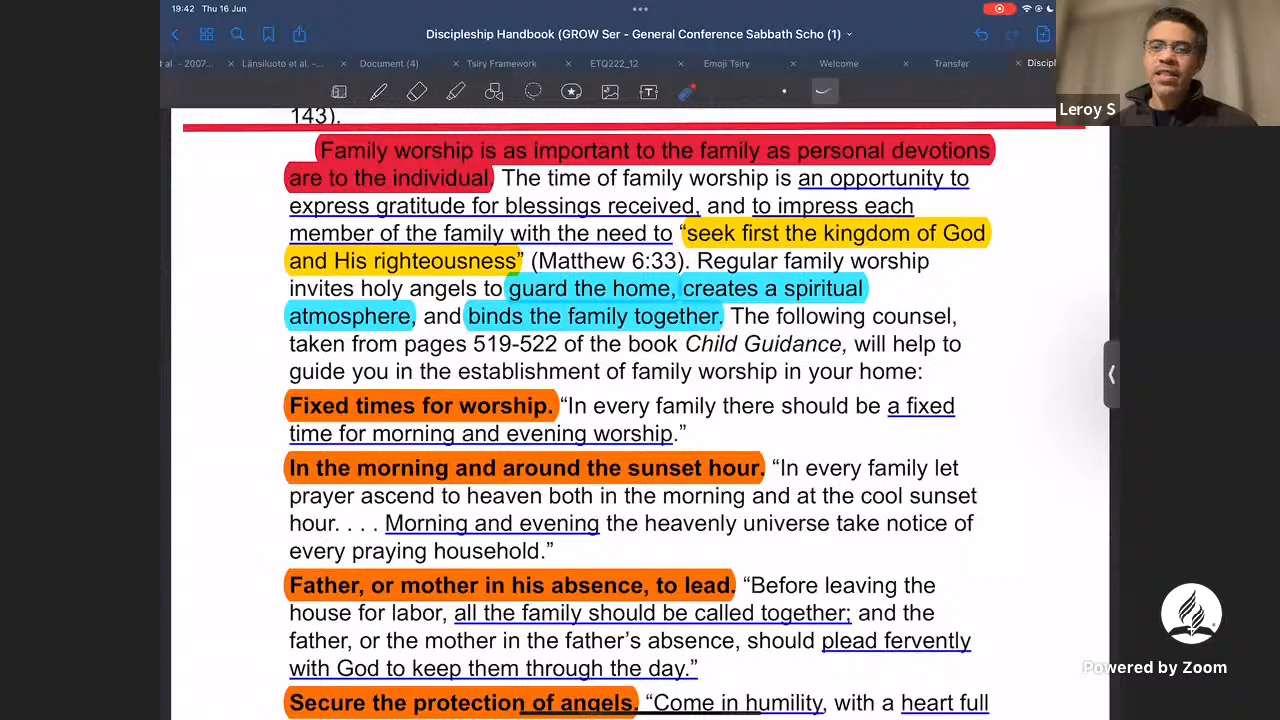 19:42 Thu 16 Jun
Discipleship Handbook (GROW Ser - General Conference Sabbath Scho (1)
et al. - 2007...
Länsiluoto et al. -...
Document (4)
Tsiry Framework
ETQ222_12
Emoji Tsiry
Welcome
Transfer
Discipl
Leroy S
143).
Family worship is as important to the family as personal devotions
are to the individual. The time of family worship is an opportunity to
express gratitude for blessings received, and to impress each
member of the family with the need to “seek first the kingdom of God
and His righteousness” (Matthew 6:33). Regular family worship
invites holy angels to guard the home, creates a spiritual
atmosphere, and binds the family together. The following counsel,
taken from pages 519-522 of the book Child Guidance, will help to
guide you in the establishment of family worship in your home:
Fixed times for worship. “In every family there should be a fixed
time for morning and evening worship.”
In the morning and around the sunset hour. “In every family let
prayer ascend to heaven both in the morning and at the cool sunset
hour. . . . Morning and evening the heavenly universe take notice of
every praying household.”
Father, or mother in his absence, to lead. “Before leaving the
house for labor, all the family should be called together; and the
father, or the mother in the father’s absence, should plead fervently
with God to keep them through the day.”
Secure the protection of angels. “Come in humility, with a heart full
Powered by Zoom